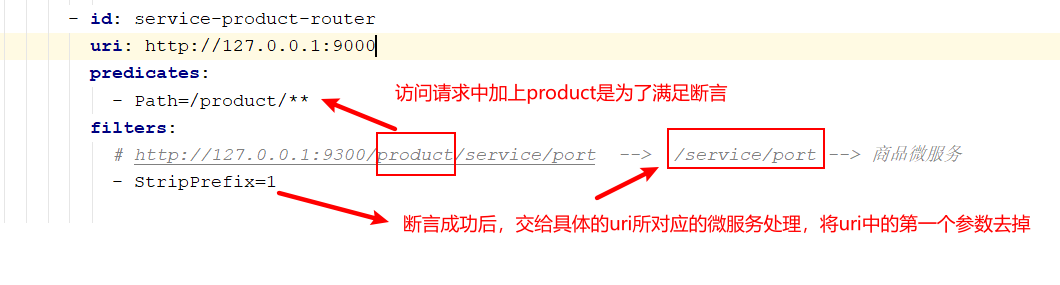 - id: service-product-router
uri: http://127.0.0.1:9000
predicates:
- Path=/product/**
访问请求中加上product是为了满足断言
filters:
# http://127.0.0.1:9300/product/service/port --> /service/port --> 商品微服务
- StripPrefix=1
断言成功后，交给具体的uri所对应的微服务处理，将uri中的第一个参数去掉